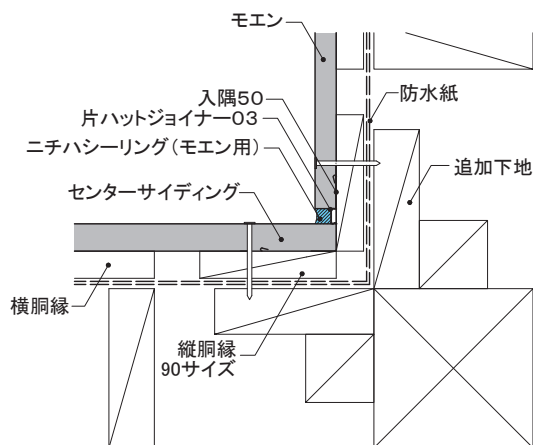 モエン
入隅50
防水紙
片ハットジョイナー03
ニチハシーリング(モエン用)
追加下地
センターサイディング
横胴縁
縦胴縁
90サイズ